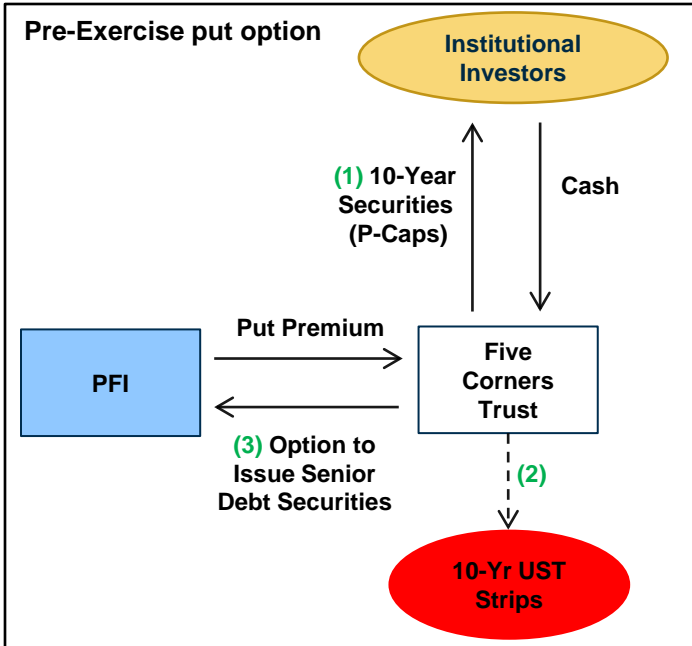 Pre-Exercise put option
Institutional
Investors
(1) 10-Year
Securities
(P-Caps)
Cash
Put Premium
PFI
Five
Corners
Trust
(3) Option to
Issue Senior
Debt Securities
(2)
10-Yr UST
Strips